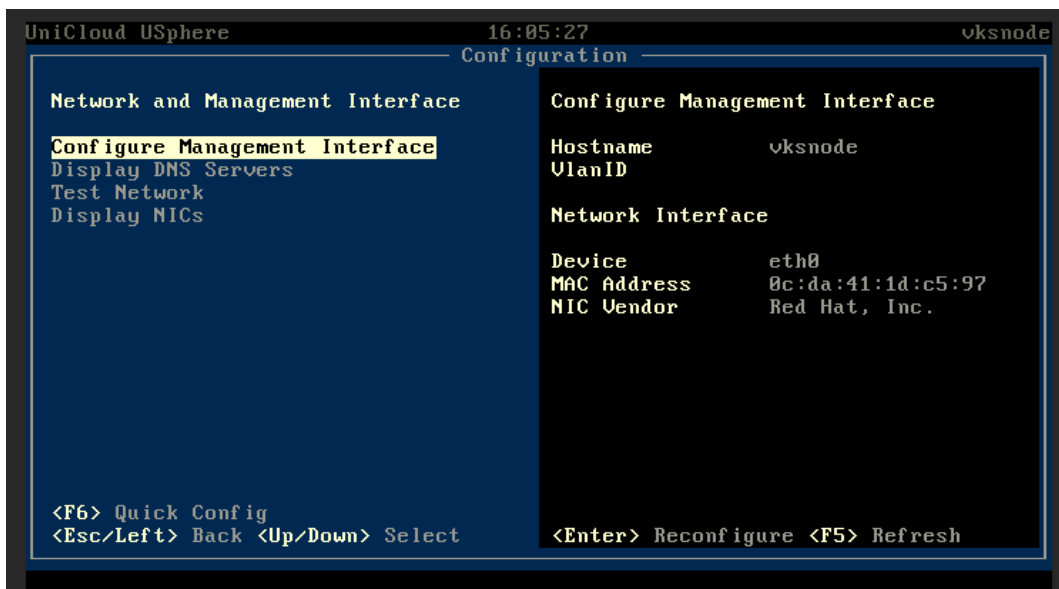 UniCloud USphere 16:05:27 vksnode
Configuration
Network and Management Interface
Configure Management Interface
Display DNS Servers
Test Network
Display NICs
<F6> Quick Config
<Esc/Left> Back <Up/Down> Select
Configure Management Interface
Hostname vksnode
VlanID
Network Interface
Device eth0
MAC Address 0c:da:41:1d:c5:97
NIC Vendor Red Hat, Inc.
<Enter> Reconfigure <F5> Refresh